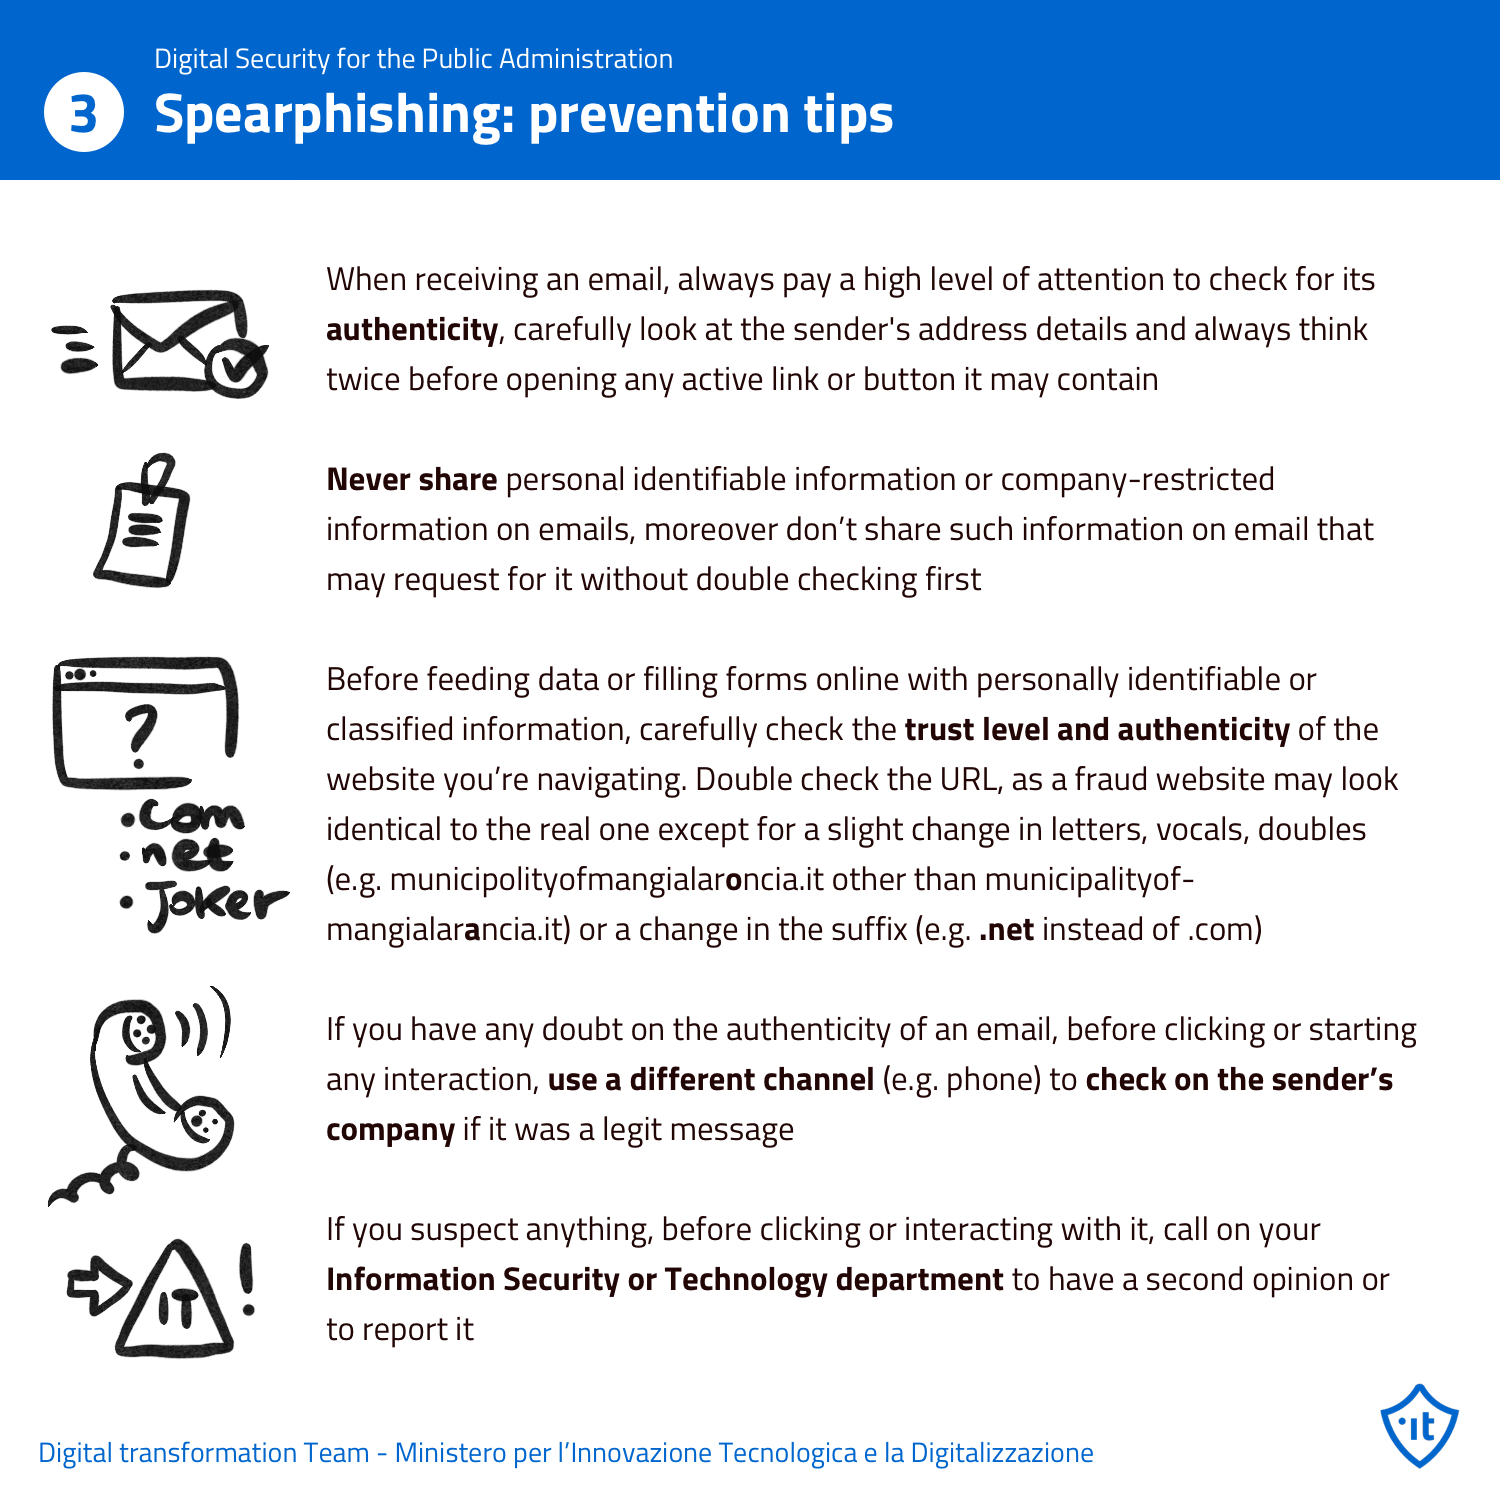 Digital Security for the Public Administration
3
Spearphishing: prevention tips
When receiving an email, always pay a high level of attention to check for its
authenticity, carefully look at the sender's address details and always think
twice before opening any active link or button it may contain
Never share personal identifiable information or company-restricted
information on emails, moreover don’t share such information on email that
may request for it without double checking first
?
.com
.net
.Joker
Before feeding data or filling forms online with personally identifiable or
classified information, carefully check the trust level and authenticity of the
website you’re navigating. Double check the URL, as a fraud website may look
identical to the real one except for a slight change in letters, vocals, doubles
(e.g. municipolityofmangialaroncia.it other than municipalityof-
mangialarancia.it) or a change in the suffix (e.g. .net instead of .com)
If you have any doubt on the authenticity of an email, before clicking or starting
any interaction, use a different channel (e.g. phone) to check on the sender’s
company if it was a legit message
IT !
If you suspect anything, before clicking or interacting with it, call on your
Information Security or Technology department to have a second opinion or
to report it
Digital transformation Team - Ministero per l’Innovazione Tecnologica e la Digitalizzazione
.it